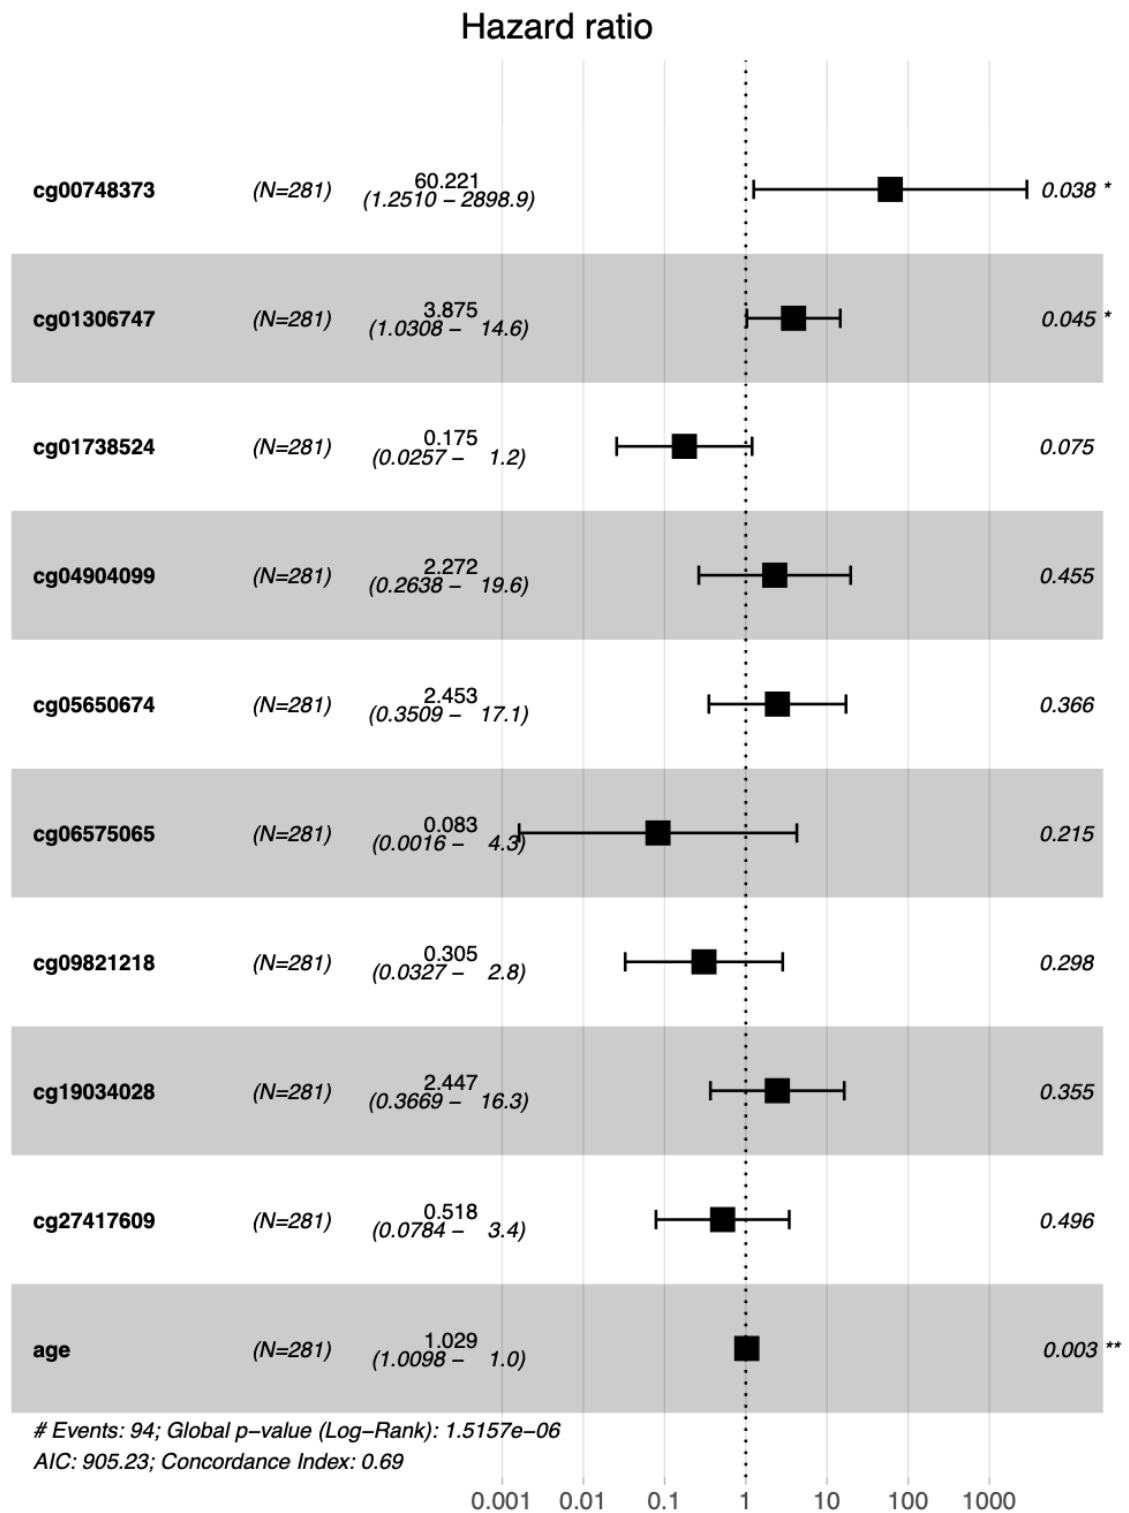 Hazard ratio
cg00748373 (N=281) 60.221 0.038 *
(1.2510 – 2898.9)
cg01306747 (N=281) 3.875 0.045 *
(1.0308 – 14.6)
cg01738524 (N=281) 0.175 0.075
(0.0257 – 1.2)
cg04904099 (N=281) 2.272 0.455
(0.2638 – 19.6)
cg05650674 (N=281) 2.453 0.366
(0.3509 – 17.1)
cg06575065 (N=281) 0.083 0.215
(0.0016 – 4.3)
cg09821218 (N=281) 0.305 0.298
(0.0327 – 2.8)
cg19034028 (N=281) 2.447 0.355
(0.3669 – 16.3)
cg27417609 (N=281) 0.518 0.496
(0.0784 – 3.4)
age (N=281) 1.029 0.003 **
(1.0098 – 1.0)
# Events: 94; Global p−value (Log−Rank): 1.5157e−06
AIC: 905.23; Concordance Index: 0.69
0.001 0.01 0.1 1 10 100 1000